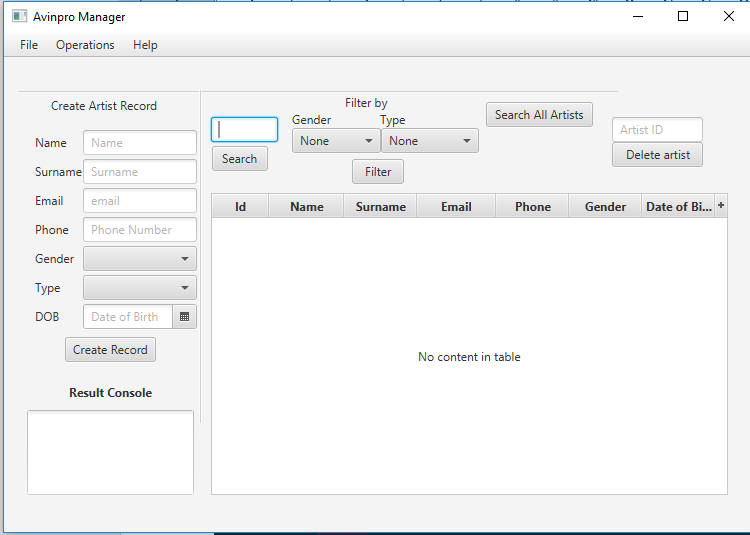 Avinpro Manager
File Operations Help
Create Artist Record
Name Name
Surname Surname
Email email
Phone Phone Number
Gender
Type
DOB Date of Birth
Create Record
Result Console
Search
Filter by
Gender Type
None None
Filter
Search All Artists
Artist ID
Delete artist
Id Name Surname Email Phone Gender Date of Bi... +
No content in table